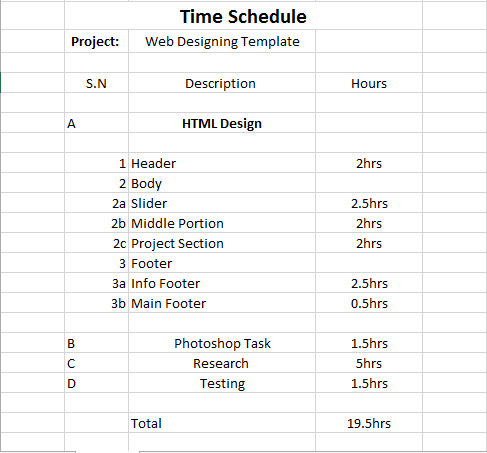 Time Schedule
Project: Web Designing Template
S.N Description Hours
A HTML Design
1 Header 2hrs
2 Body
2a Slider 2.5hrs
2b Middle Portion 2hrs
2c Project Section 2hrs
3 Footer
3a Info Footer 2.5hrs
3b Main Footer 0.5hrs
B Photoshop Task 1.5hrs
C Research 5hrs
D Testing 1.5hrs
Total 19.5hrs